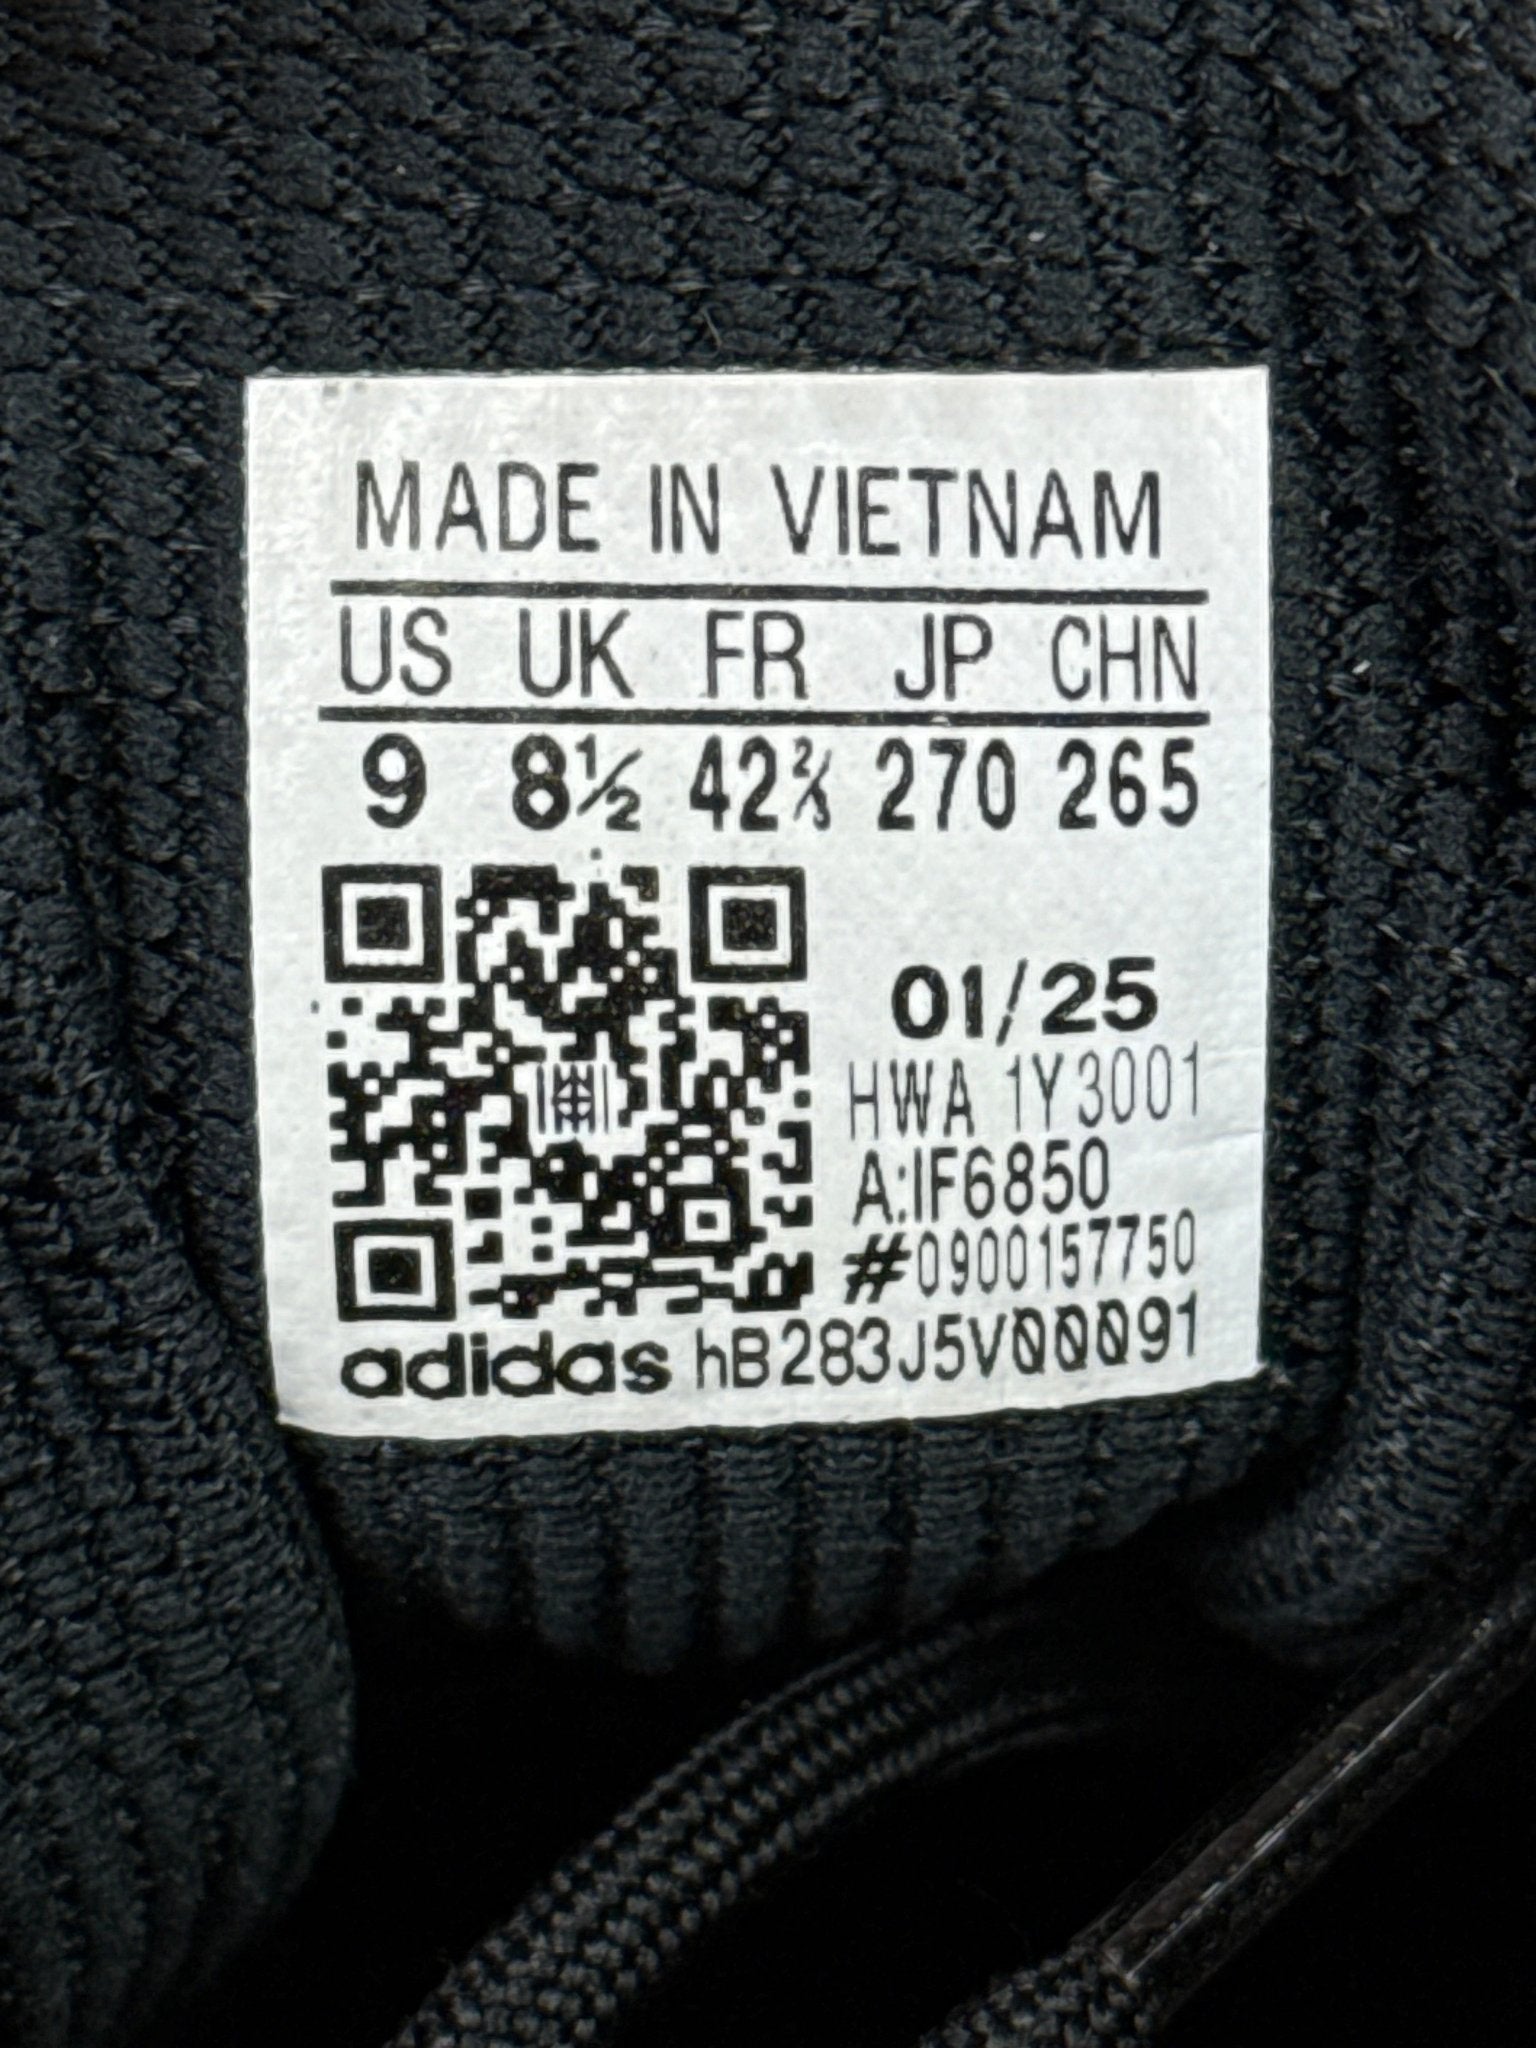 MADE IN VIETNAM
US UK FR JP CHN
9 8½ 42⅔ 270 265
01/25
HWA 1Y3001
A:IF6850
#0900157750
adidas hB283J5V00091